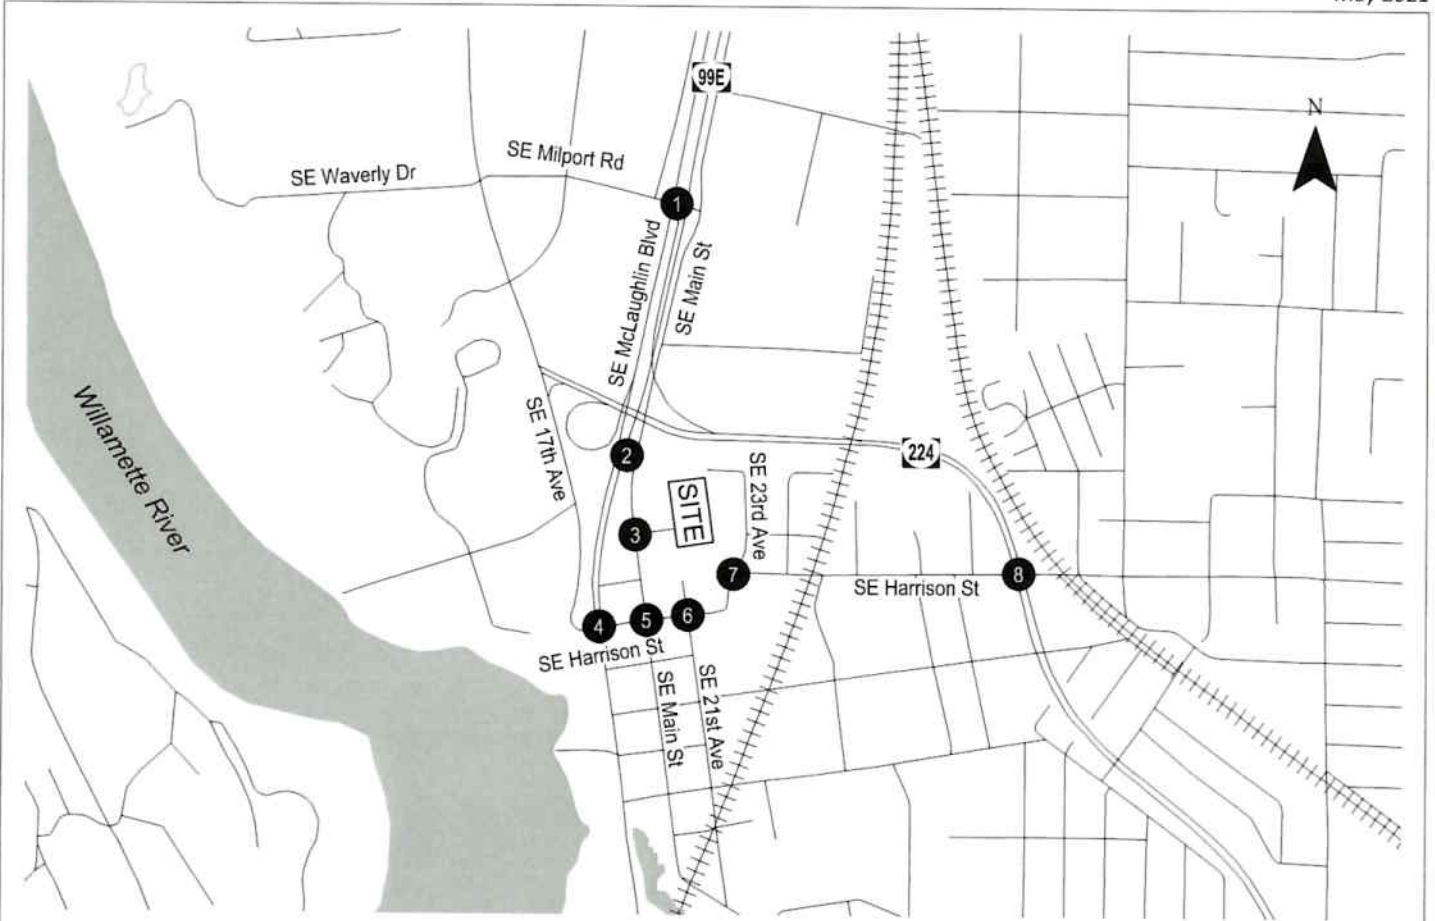 99E
N
SE Milport Rd
SE Waverly Dr
1
SE McLaughlin Blvd
SE Main St
Willamette River
SE 17th Ave
2
224
SITE
SE 23rd Ave
3
7
8
SE Harrison St
4
5
6
SE Harrison St
SE Main St
SE 21st Ave